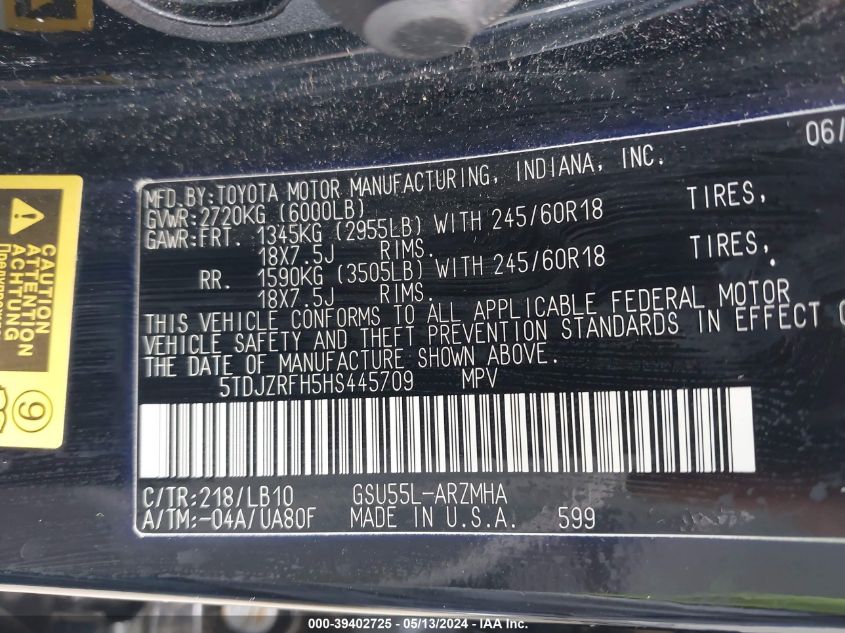 06/
MFD.BY:TOYOTA MOTOR MANUFACTURING, INDIANA, INC.
GVWR:2720KG (6000LB)
GAWR:FRT. 1345KG (2955LB) WITH 245/60R18 TIRES,
18X7.5J RIMS.
RR. 1590KG (3505LB) WITH 245/60R18 TIRES,
18X7.5J RIMS.
THIS VEHICLE CONFORMS TO ALL APPLICABLE FEDERAL MOTOR
VEHICLE SAFETY AND THEFT PREVENTION STANDARDS IN EFFECT O
THE DATE OF MANUFACTURE SHOWN ABOVE.
5TDJZRFH5HS445709 MPV
C/TR:218/LB10 GSU55L-ARZMHA
A/TM:-04A/UA80F MADE IN U.S.A. 599
CAUTION
ATTENTION
ACHTUNG
9
000-39402725 - 05/13/2024 - IAA Inc.